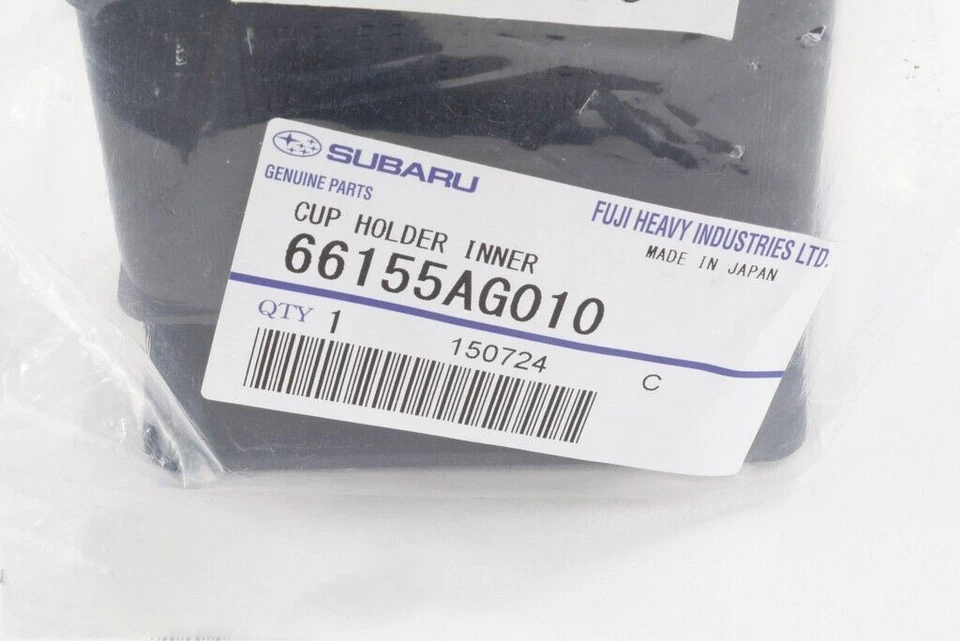 SUBARU
GENUINE PARTS
FUJI HEAVY INDUSTRIES LTD.
MADE IN JAPAN
CUP HOLDER INNER
66155AG010
QTY 1
150724
C